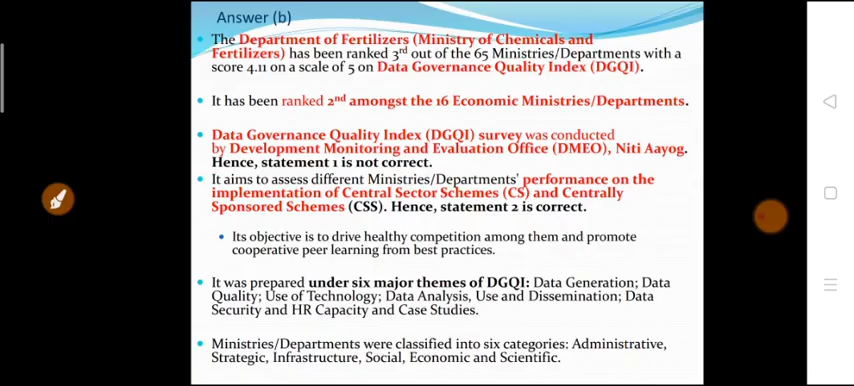 Answer (b)
The Department of Fertilizers (Ministry of Chemicals and
Fertilizers) has been ranked 3rd out of the 65 Ministries/Departments with a
score 4.11 on a scale of 5 on Data Governance Quality Index (DGQI).
It has been ranked 2nd amongst the 16 Economic Ministries/Departments.
Data Governance Quality Index (DGQI) survey was conducted
by Development Monitoring and Evaluation Office (DMEO), Niti Aayog.
Hence, statement 1 is not correct.
It aims to assess different Ministries/Departments' performance on the
implementation of Central Sector Schemes (CS) and Centrally
Sponsored Schemes (CSS). Hence, statement 2 is correct.
Its objective is to drive healthy competition among them and promote
cooperative peer learning from best practices.
It was prepared under six major themes of DGQI: Data Generation; Data
Quality; Use of Technology; Data Analysis, Use and Dissemination; Data
Security and HR Capacity and Case Studies.
Ministries/Departments were classified into six categories: Administrative,
Strategic, Infrastructure, Social, Economic and Scientific.